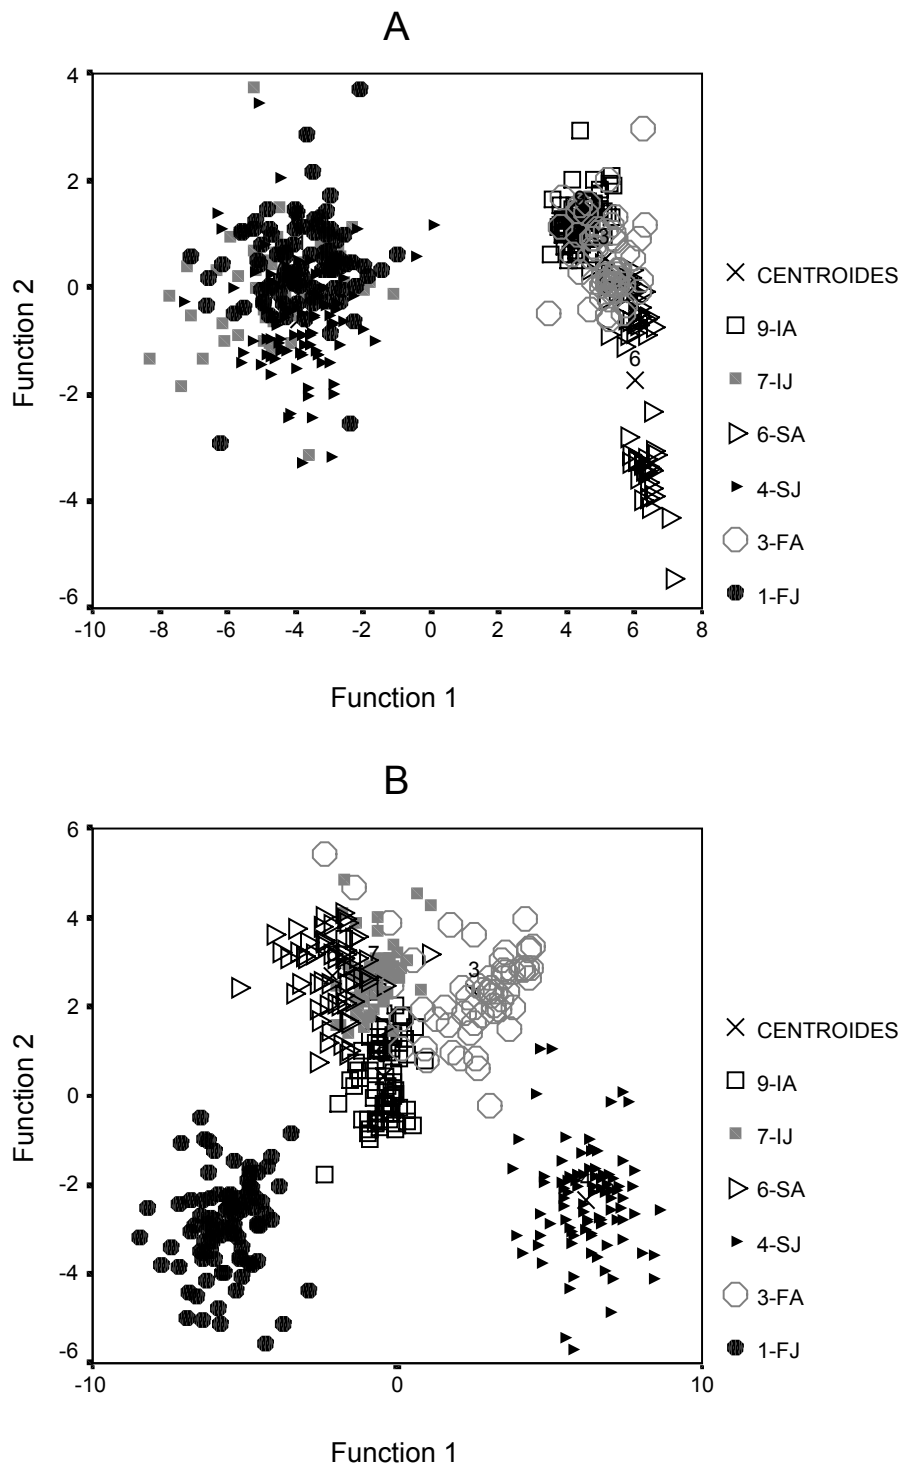 A
4
2
0
-2
-4
-6
Function 2
-10 -8 -6 -4 -2 0 2 4 6 8
Function 1
3
6
CENTROIDES
9-IA
7-IJ
6-SA
4-SJ
3-FA
1-FJ
B
6
4
2
0
-2
-4
-6
Function 2
-10 0 10
Function 1
7
3
CENTROIDES
9-IA
7-IJ
6-SA
4-SJ
3-FA
1-FJ